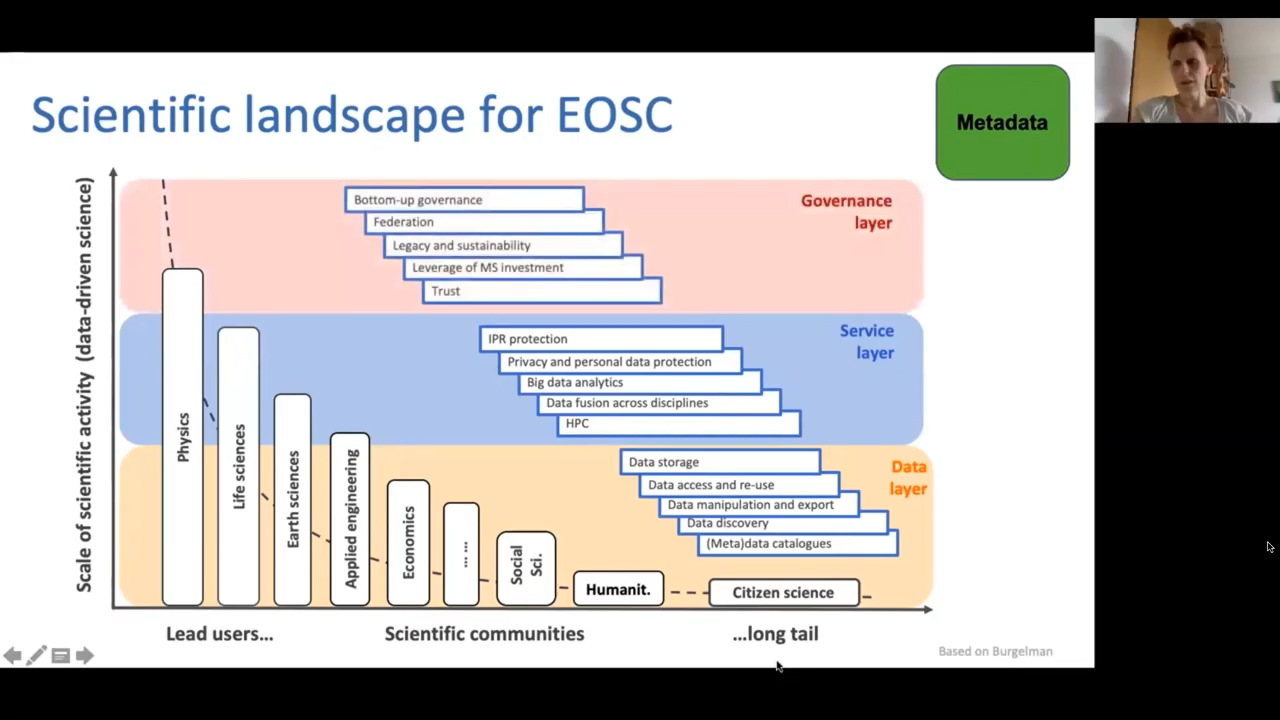 Scientific landscape for EOSC
Metadata
Scale of scientific activity (data-driven science)
Governance
layer
Bottom-up governance
Federation
Legacy and sustainability
Leverage of MS investment
Trust
Service
layer
IPR protection
Privacy and personal data protection
Big data analytics
Data fusion across disciplines
HPC
Data
layer
Data storage
Data access and re-use
Data manipulation and export
Data discovery
(Meta)data catalogues
Physics
Life sciences
Earth sciences
Applied engineering
Economics
... ...
Social
Sci.
Humanit.
Citizen science
Lead users...
Scientific communities
...long tail
Based on Burgelman